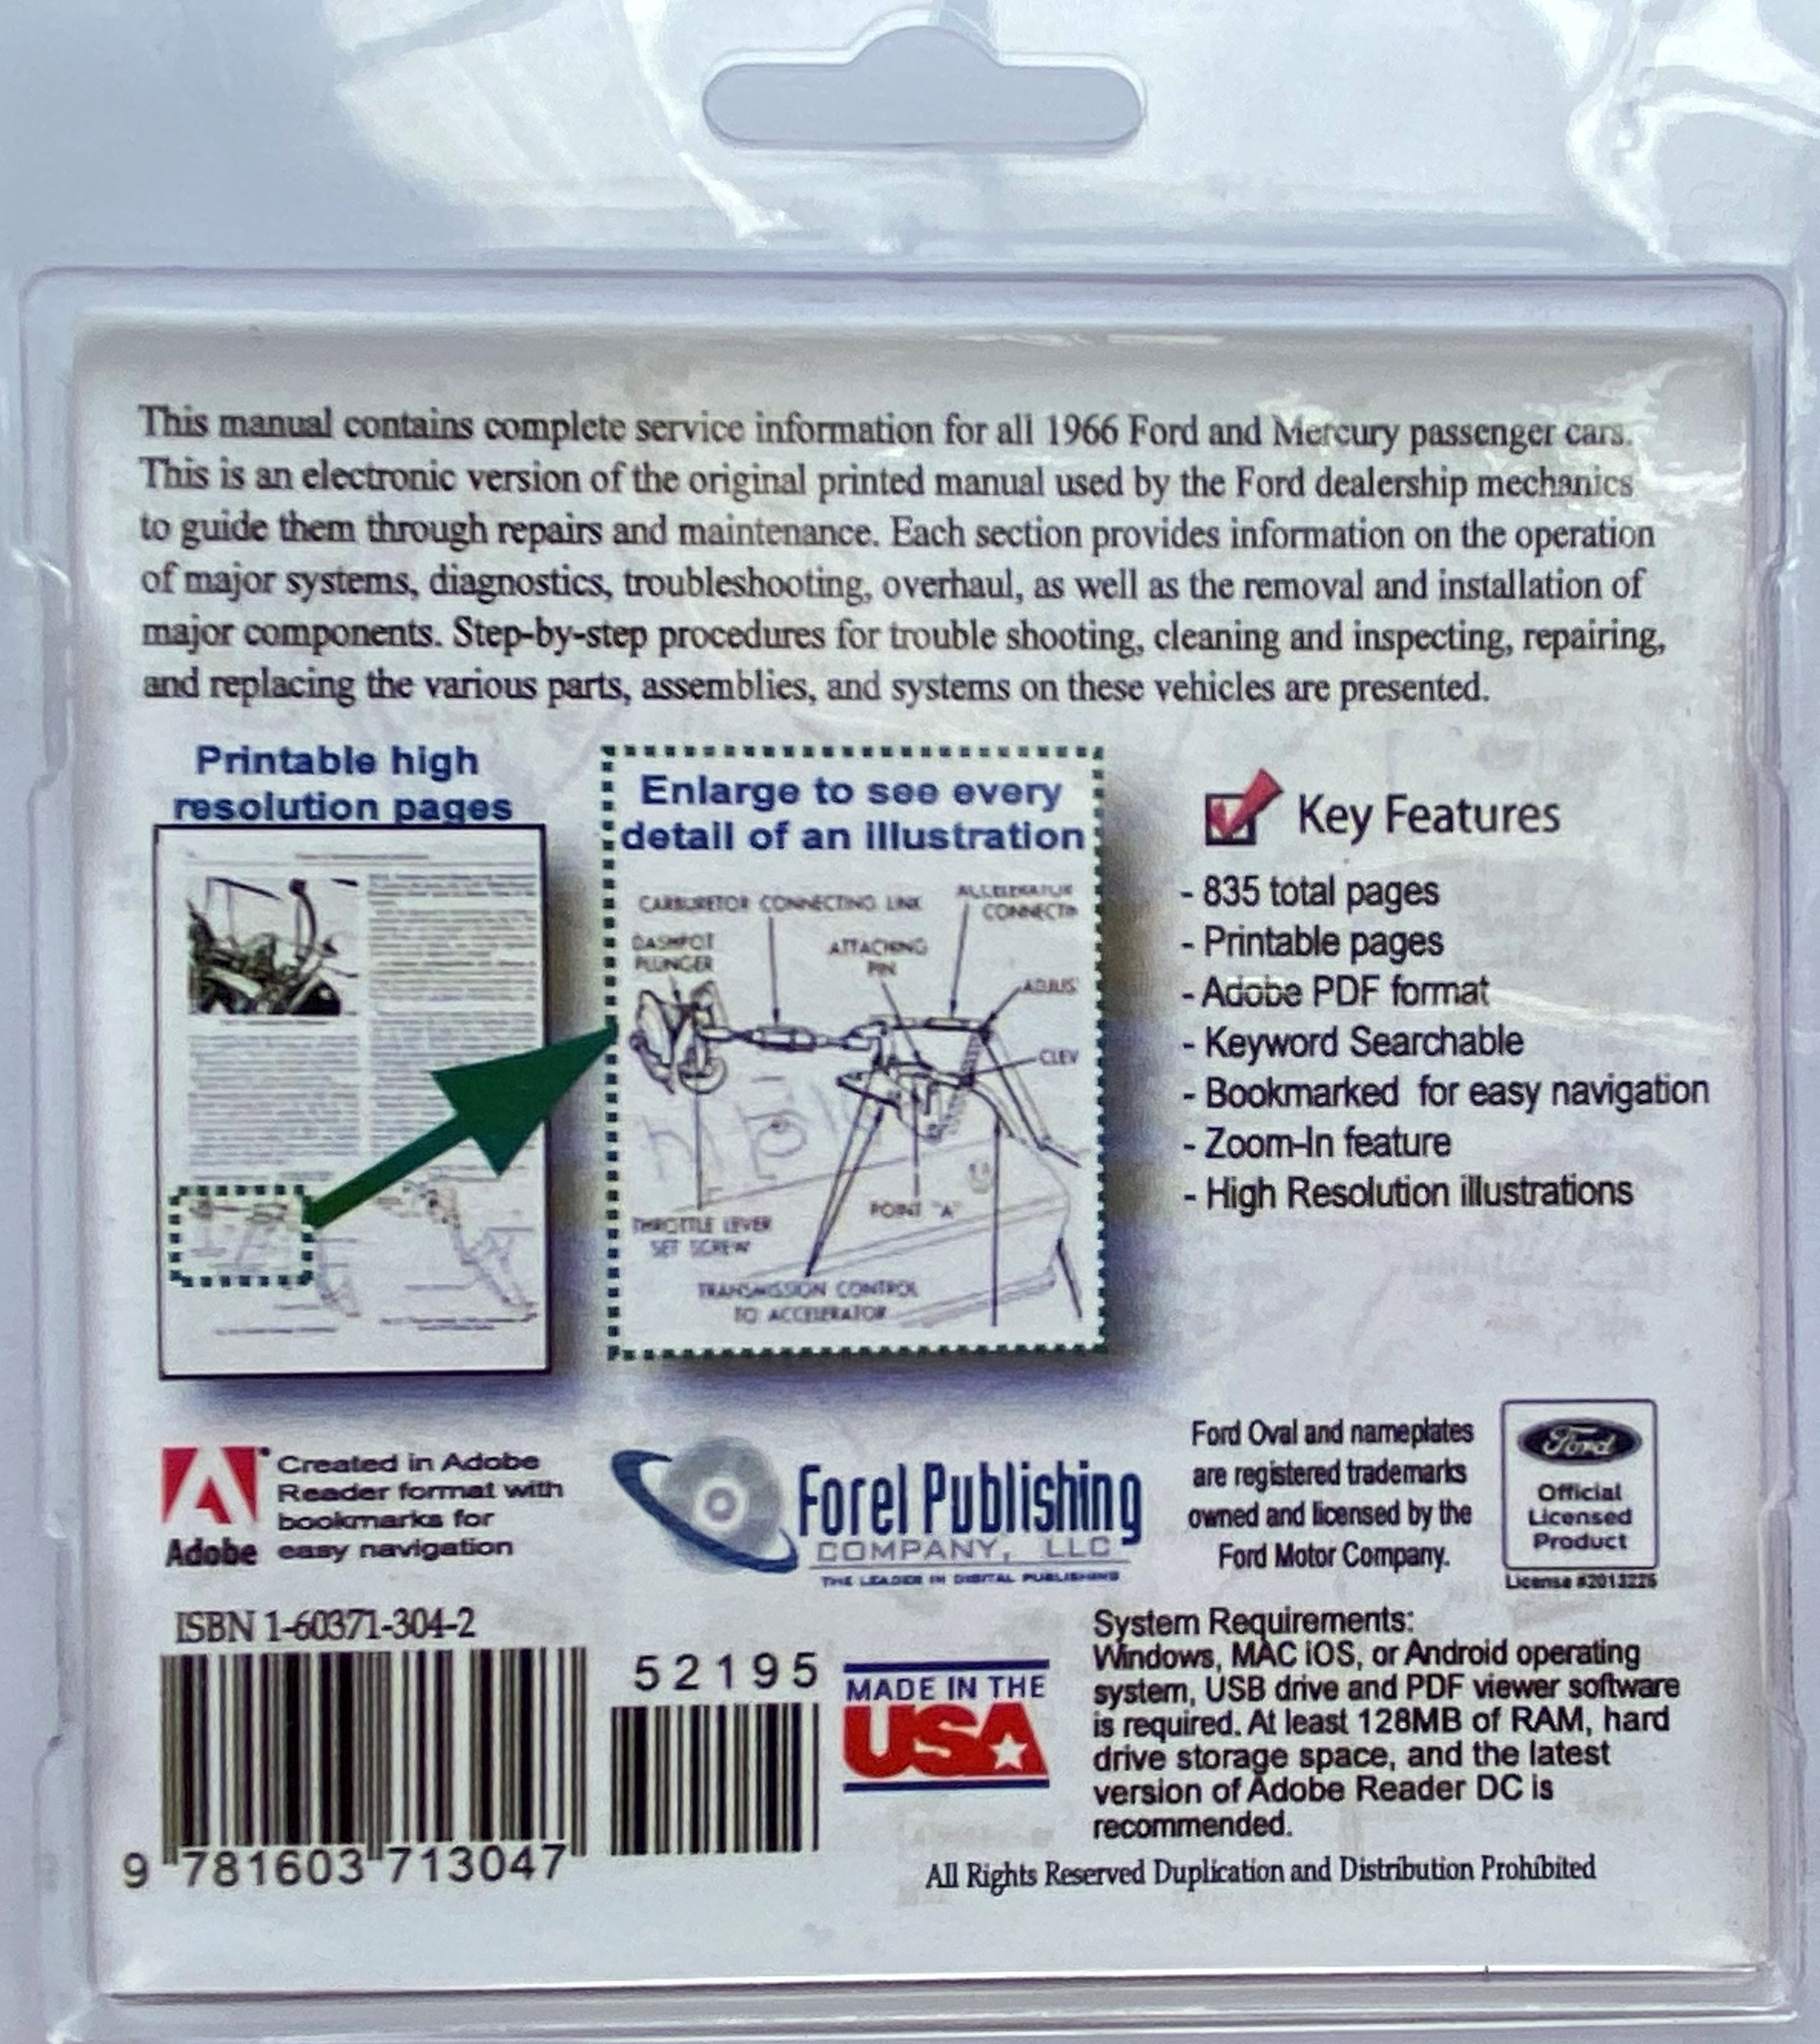 This manual contains complete service information for all 1966 Ford and Mercury passenger cars.
This is an electronic version of the original printed manual used by the Ford dealership mechanics
to guide them through repairs and maintenance. Each section provides information on the operation
of major systems, diagnostics, troubleshooting, overhaul, as well as the removal and installation of
major components. Step-by-step procedures for trouble shooting, cleaning and inspecting, repairing,
and replacing the various parts, assemblies, and systems on these vehicles are presented.
Printable high
resolution pages
Enlarge to see every
detail of an illustration
CARBURETOR CONNECTING LINK
ACCELERATOR
CONNECTIN
DASHPOT
PLUNGER
ATTACHING
PIN
ADJUS
CLEV
POINT "A"
THROTTLE LEVER
SET SCREW
TRANSMISSION CONTROL
TO ACCELERATOR
Key Features
- 835 total pages
- Printable pages
- Adobe PDF format
- Keyword Searchable
- Bookmarked for easy navigation
- Zoom-In feature
- High Resolution illustrations
Adobe
Created in Adobe
Reader format with
bookmarks for
easy navigation
Forel Publishing
COMPANY, LLC
THE LEADER IN DIGITAL PUBLISHING
Ford Oval and nameplates
are registered trademarks
owned and licensed by the
Ford Motor Company.
Ford
Official
Licensed
Product
License #2013225
ISBN 1-60371-304-2
9 781603 713047
52195
MADE IN THE
USA
System Requirements:
Windows, MAC iOS, or Android operating
system, USB drive and PDF viewer software
is required. At least 128MB of RAM, hard
drive storage space, and the latest
version of Adobe Reader DC is
recommended.
All Rights Reserved Duplication and Distribution Prohibited